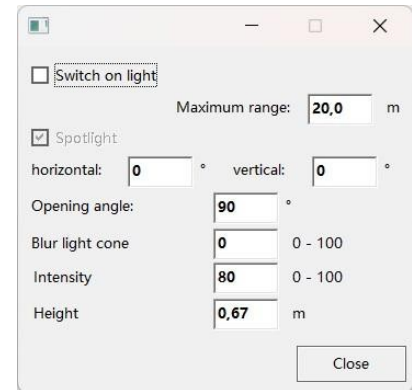 Switch on light
Maximum range: 20,0 m
Spotlight
horizontal: 0 ° vertical: 0 °
Opening angle: 90 °
Blur light cone 0 0 - 100
Intensity 80 0 - 100
Height 0,67 m
Close